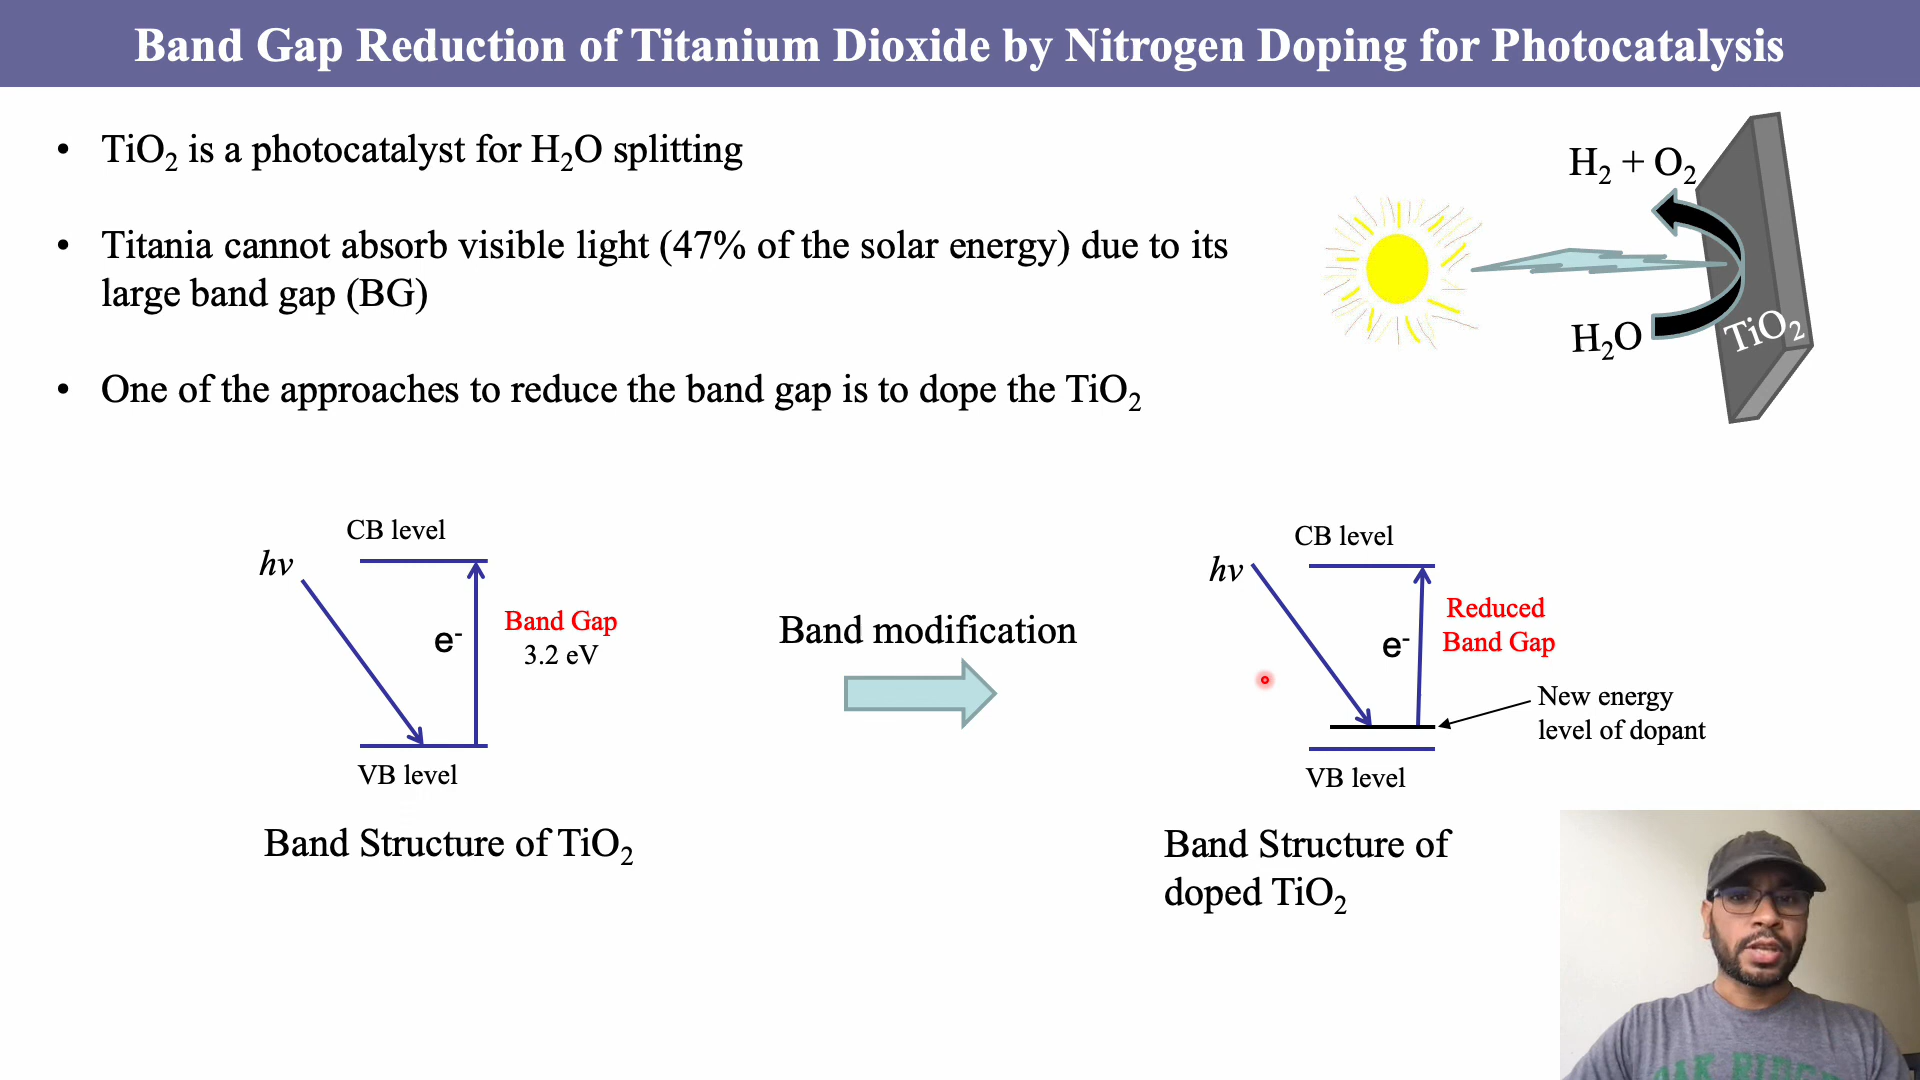 Band Gap Reduction of Titanium Dioxide by Nitrogen Doping for Photocatalysis
• TiO₂ is a photocatalyst for H₂O splitting
• Titania cannot absorb visible light (47% of the solar energy) due to its
large band gap (BG)
• One of the approaches to reduce the band gap is to dope the TiO₂
H₂ + O₂
H₂O
TiO₂
CB level
hν
e⁻
Band Gap
3.2 eV
VB level
Band Structure of TiO₂
Band modification
CB level
hν
e⁻
Reduced
Band Gap
New energy
level of dopant
VB level
Band Structure of
doped TiO₂